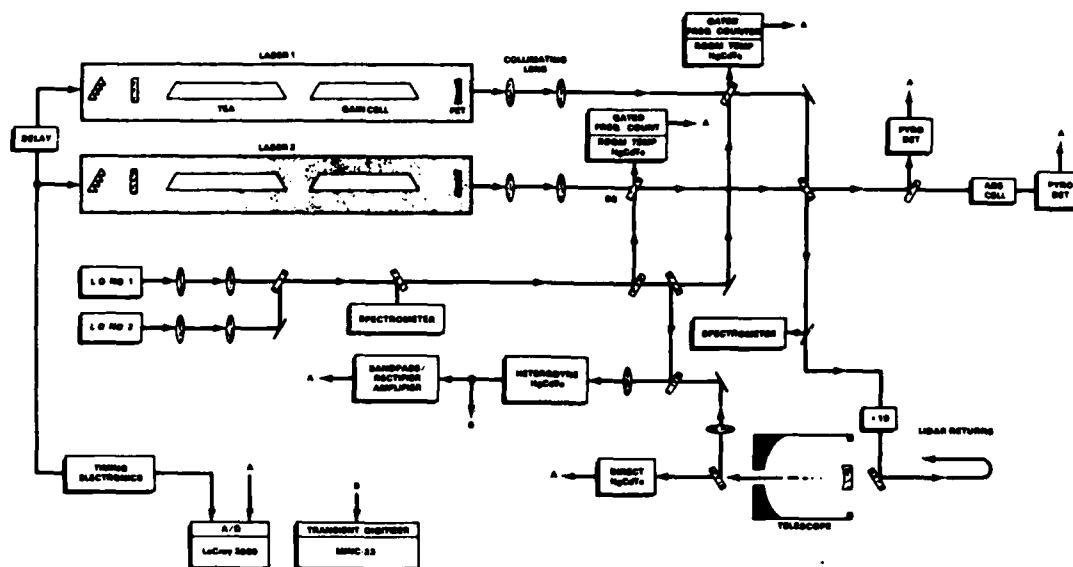 LASER 1
TEA
GAIN CELL
PZT
COLLIMATING
LENS
GATED
FREQ COUNTER
ROOM TEMP
HgCdTe
A
DELAY
LASER 2
GATED
FREQ COUNT
ROOM TEMP
HgCdTe
A
BS
A
PYRO
DET
A
ABS
CELL
PYRO
DET
L O NO 1
L O NO 2
SPECTROMETER
SPECTROMETER
A
BANDPASS/
RECTIFIER
AMPLIFIER
HETERODYNE
HgCdTe
B
LIDAR RETURNS
A
DIRECT
HgCdTe
TELESCOPE
TIMING
ELECTRONICS
A
B
A/D
LeCroy
TRANSIENT DIGITIZER